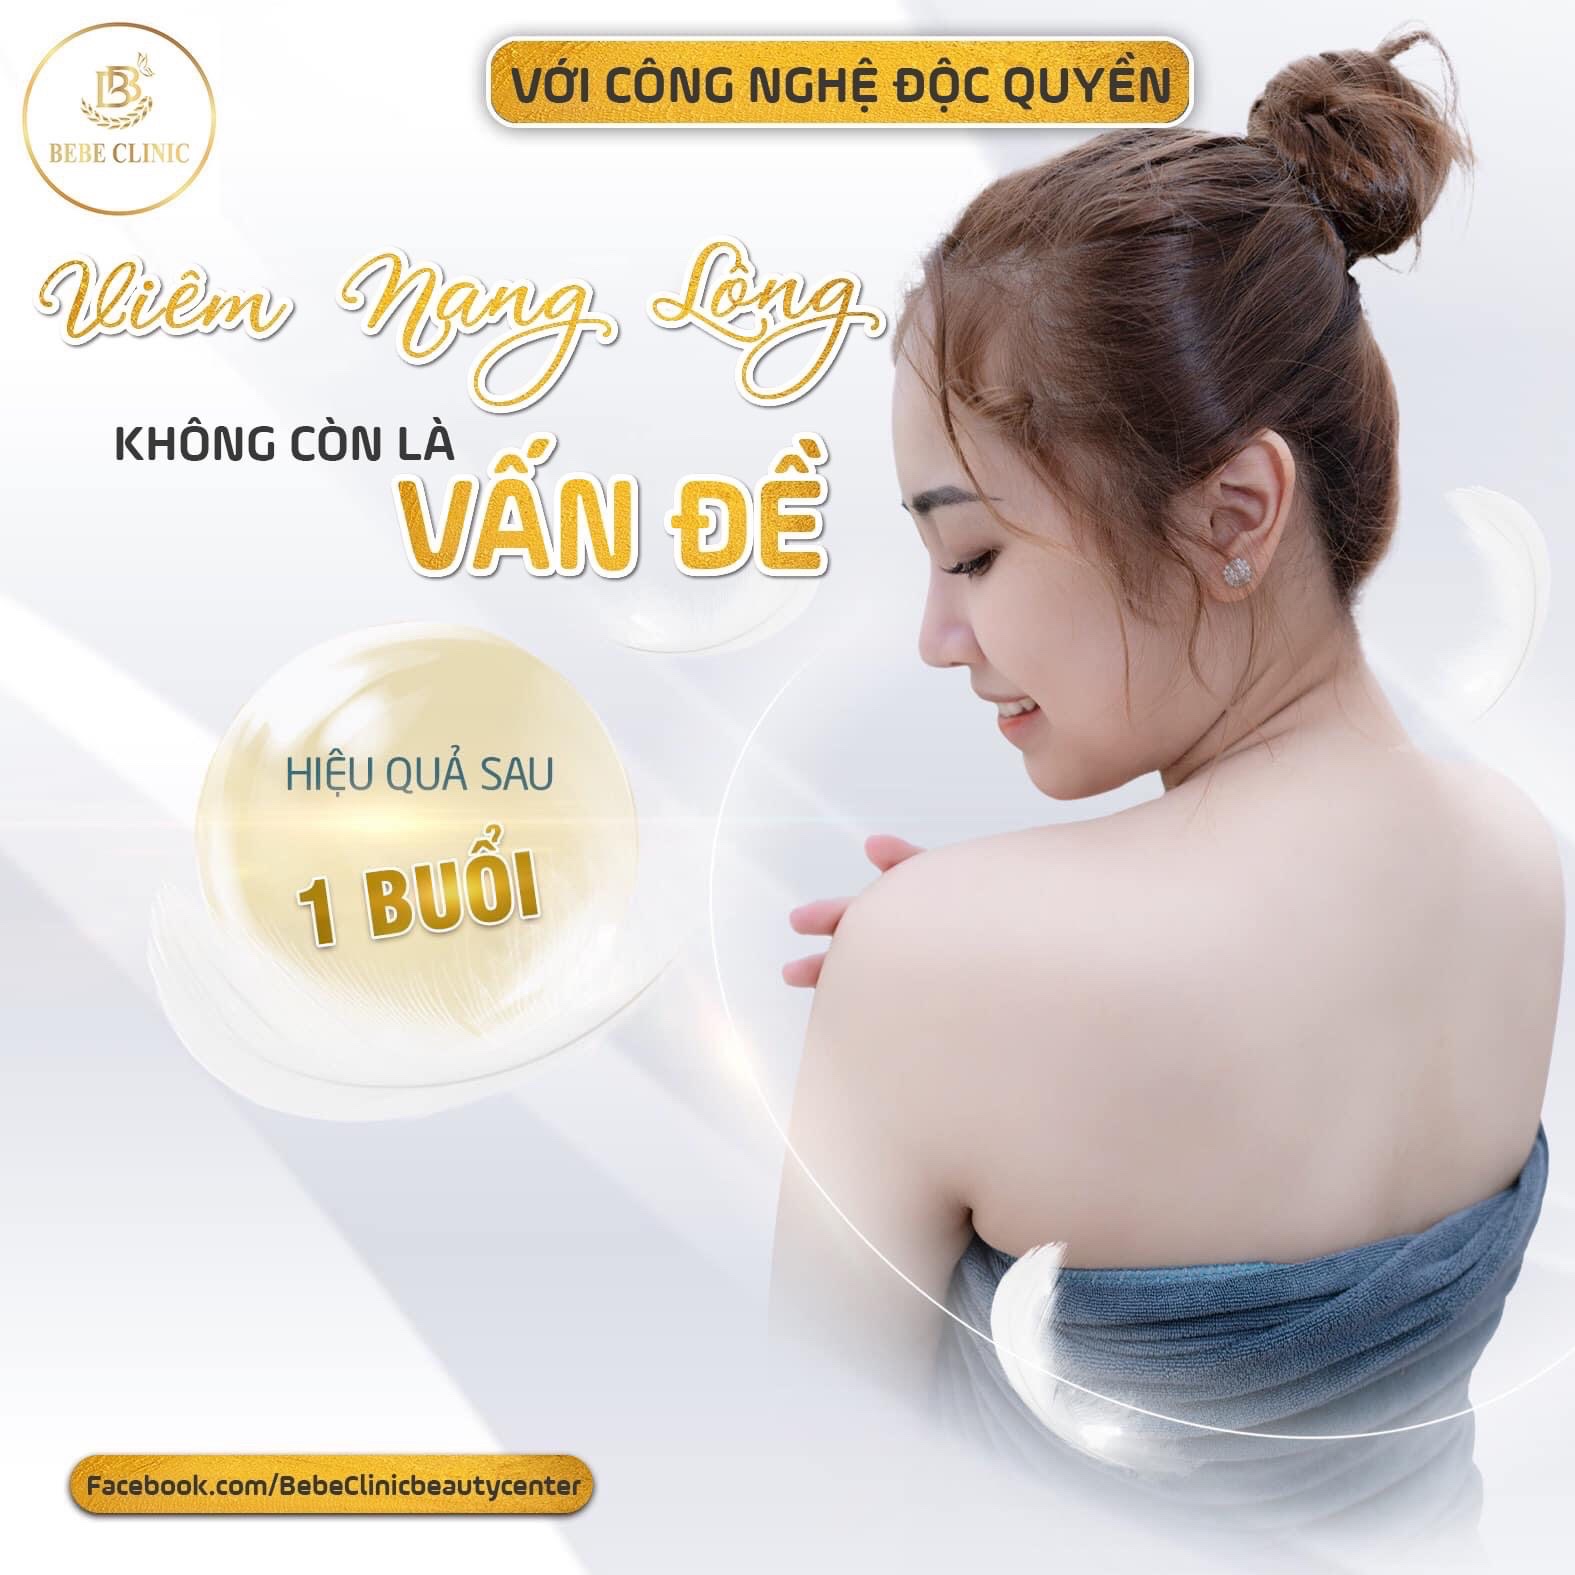 BB
BEBE CLINIC
VỚI CÔNG NGHỆ ĐỘC QUYỀN
Viêm Nang Lông
KHÔNG CÒN LÀ
VẤN ĐỀ
HIỆU QUẢ SAU
1 BUỔI
Facebook.com/BebeClinicbeautycenter